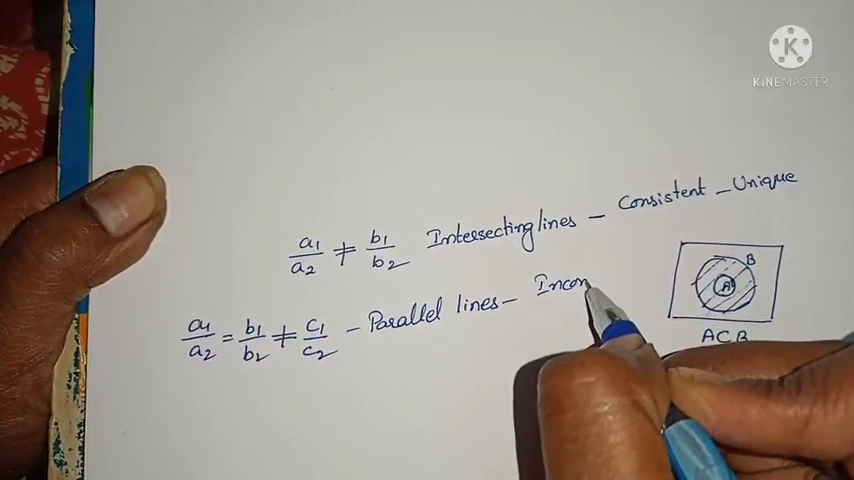 KINEMASTER
a₁/a₂ ≠ b₁/b₂ Intersecting lines – Consistent – Unique
a₁/a₂ = b₁/b₂ ≠ c₁/c₂ – Parallel lines – Incon
B
A
A⊂B